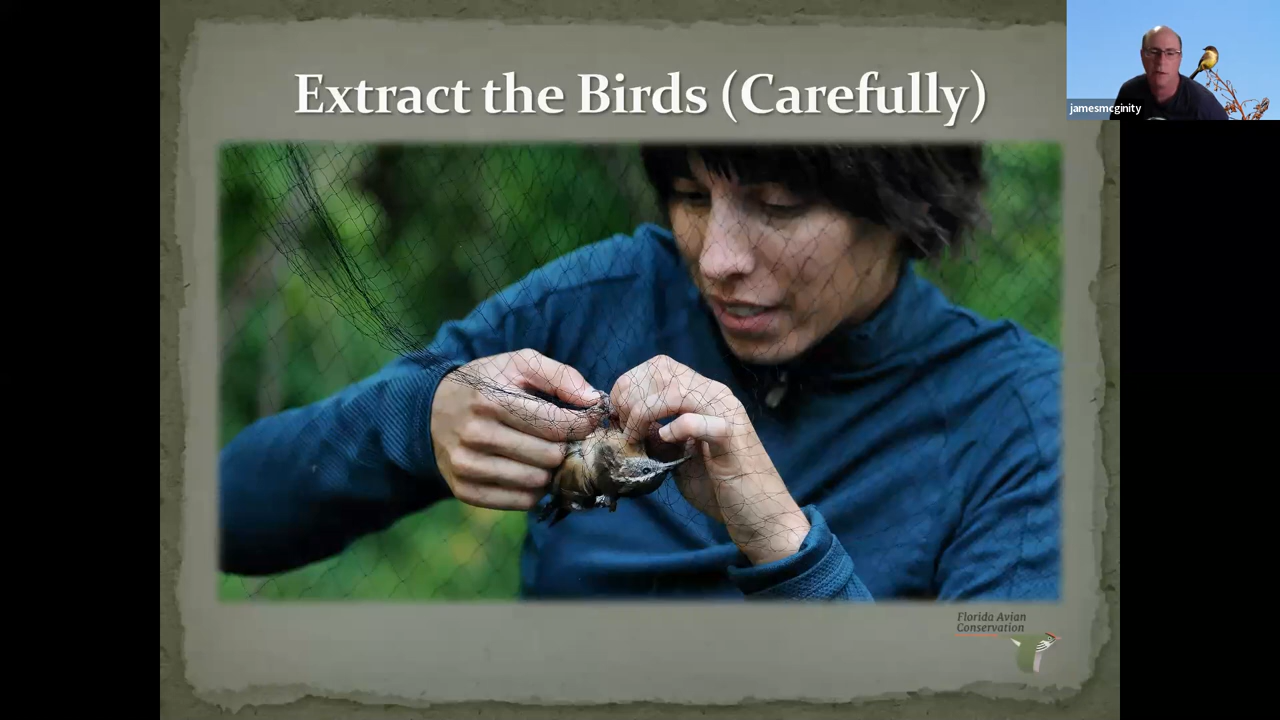 Extract the Birds (Carefully)
jamesmcginity
Florida Avian
Conservation